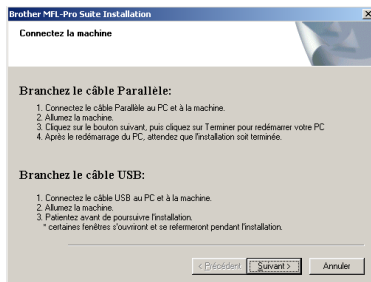 Brother MFL-Pro Suite Installation
Connectez la machine
Branchez le câble Parallèle:
1. Connectez le câble Parallèle au PC et à la machine.
2. Allumez la machine.
3. Cliquez sur le bouton suivant, puis cliquez sur Terminer pour redémarrer votre PC
4. Après le redémarrage du PC, attendez que l'installation soit terminée.
Branchez le câble USB:
1. Connectez le câble USB au PC et à la machine.
2. Allumez la machine.
3. Patientez avant de poursuivre l'installation.
* certaines fenêtres s'ouvriront et se refermeront pendant l'installation.
< Précédent Suivant > Annuler